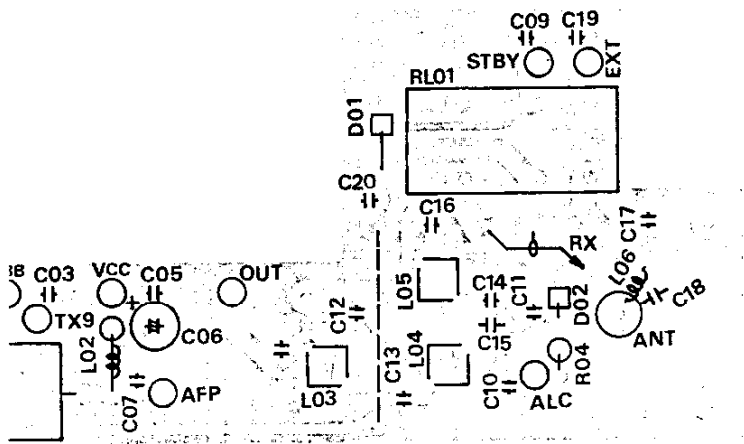 C09 C19
STBY
EXT
RL01
D01
C20
C16
C17
RX
L06
C18
ANT
C03
VCC
C05
OUT
TX9
C06
L02
C07
AFP
C12
L03
L05
C14
C11
D02
C15
C13
L04
C10
R04
ALC